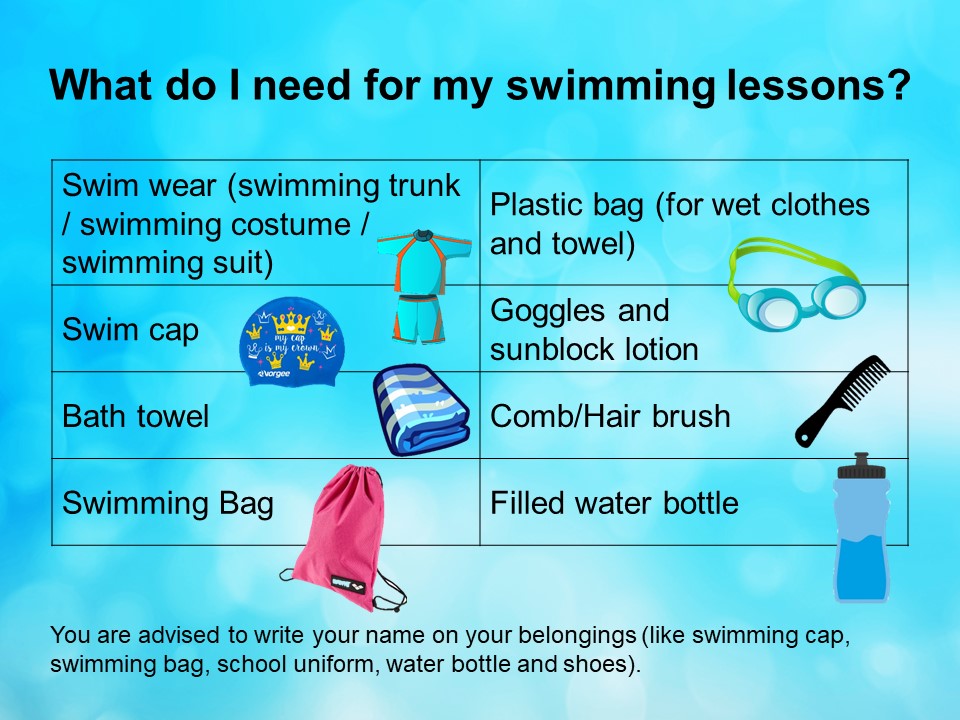 What do I need for my swimming lessons?
Swim wear (swimming trunk
/ swimming costume /
swimming suit)
Plastic bag (for wet clothes
and towel)
Swim cap
my cap
is my crown
Vorgee
Goggles and
sunblock lotion
Bath towel
Comb/Hair brush
Swimming Bag
arena
Filled water bottle
You are advised to write your name on your belongings (like swimming cap,
swimming bag, school uniform, water bottle and shoes).